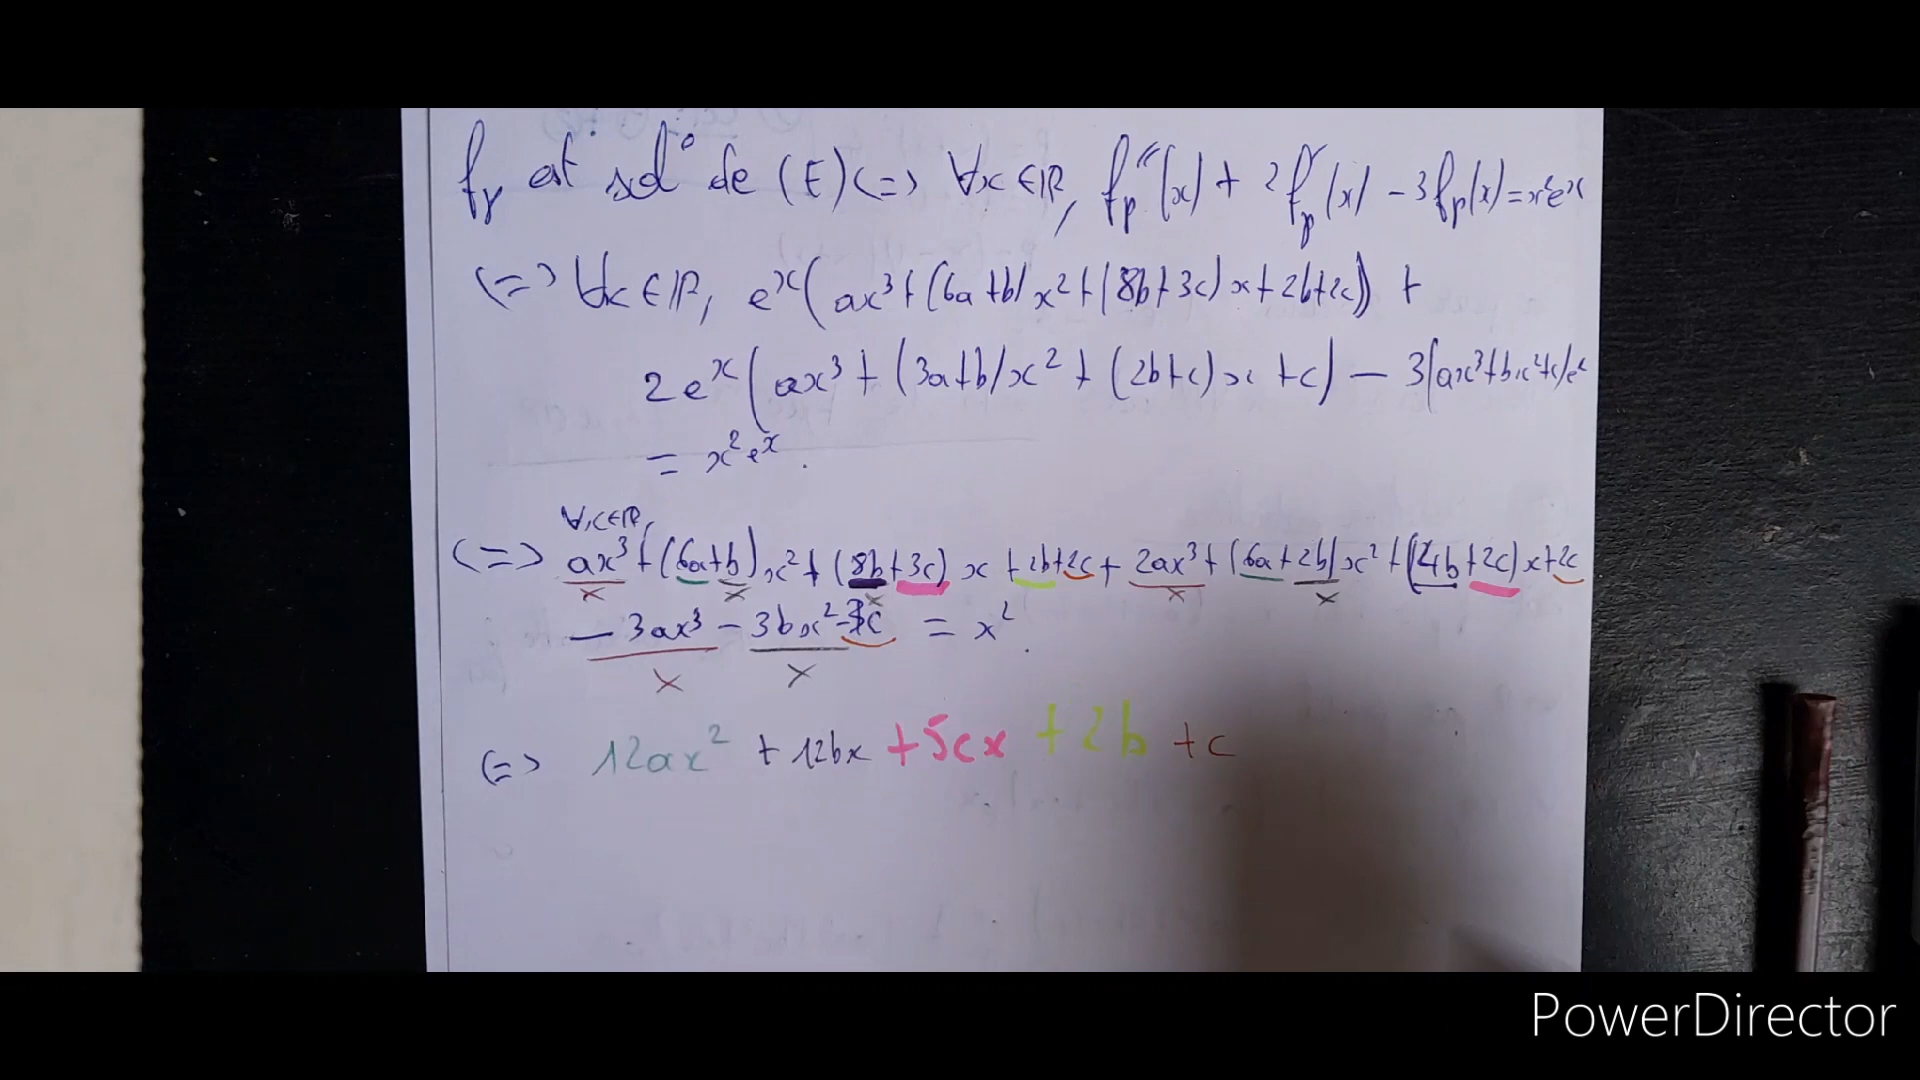 fp est sol° de (E) <=> ∀x ∈ ℝ, fp''(x) + 2fp'(x) - 3fp(x) = x²eˣ
<=> ∀x ∈ ℝ, eˣ(ax³ + (6a+b)x² + (8b+3c)x + 2b+2c) +
2eˣ(ax³ + (3a+b)x² + (2b+c)x + c) - 3(ax³+bx²+c)eˣ
= x²eˣ.
∀x∈ℝ,
<=> ax³ + (6a+b)x² + (8b+3c)x + 2b+2c + 2ax³ + (6a+2b)x² + (4b+2c)x+2c
- 3ax³ - 3bx² - 3c = x².
<=> 12ax² + 12bx + 5cx + 2b + c
PowerDirector